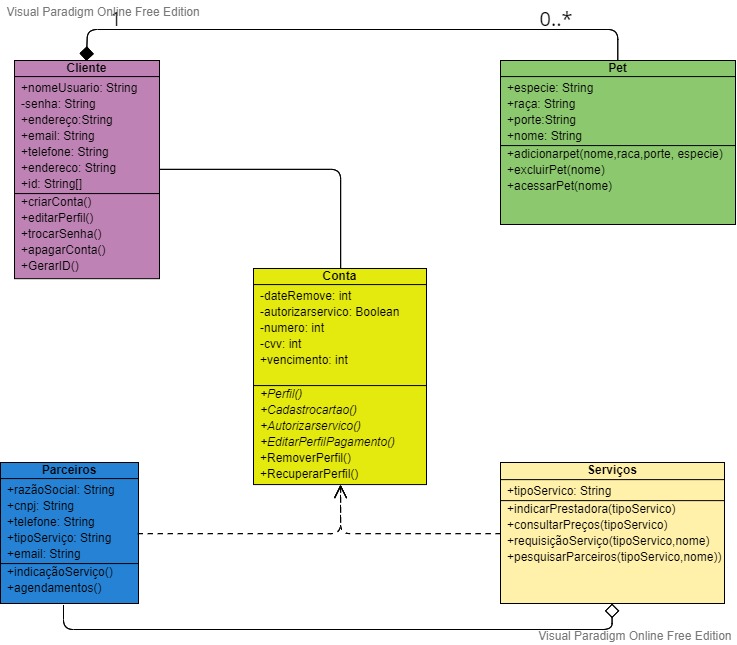 Visual Paradigm Online Free Edition
1
0..*
Cliente
+nomeUsuario: String
-senha: String
+endereço:String
+email: String
+telefone: String
+endereco: String
+id: String[]
+criarConta()
+editarPerfil()
+trocarSenha()
+apagarConta()
+GerarID()
Pet
+especie: String
+raça: String
+porte:String
+nome: String
+adicionarpet(nome,raca,porte, especie)
+excluirPet(nome)
+acessarPet(nome)
Conta
-dateRemove: int
-autorizarservico: Boolean
-numero: int
-cvv: int
+vencimento: int
+Perfil()
+Cadastrocartao()
+Autorizarservico()
+EditarPerfilPagamento()
+RemoverPerfil()
+RecuperarPerfil()
Parceiros
+razãoSocial: String
+cnpj: String
+telefone: String
+tipoServiço: String
+email: String
+indicaçãoServiço()
+agendamentos()
Serviços
+tipoServico: String
+indicarPrestadora(tipoServico)
+consultarPreços(tipoServico)
+requisiçãoServiço(tipoServico,nome)
+pesquisarParceiros(tipoServico,nome))
Visual Paradigm Online Free Edition